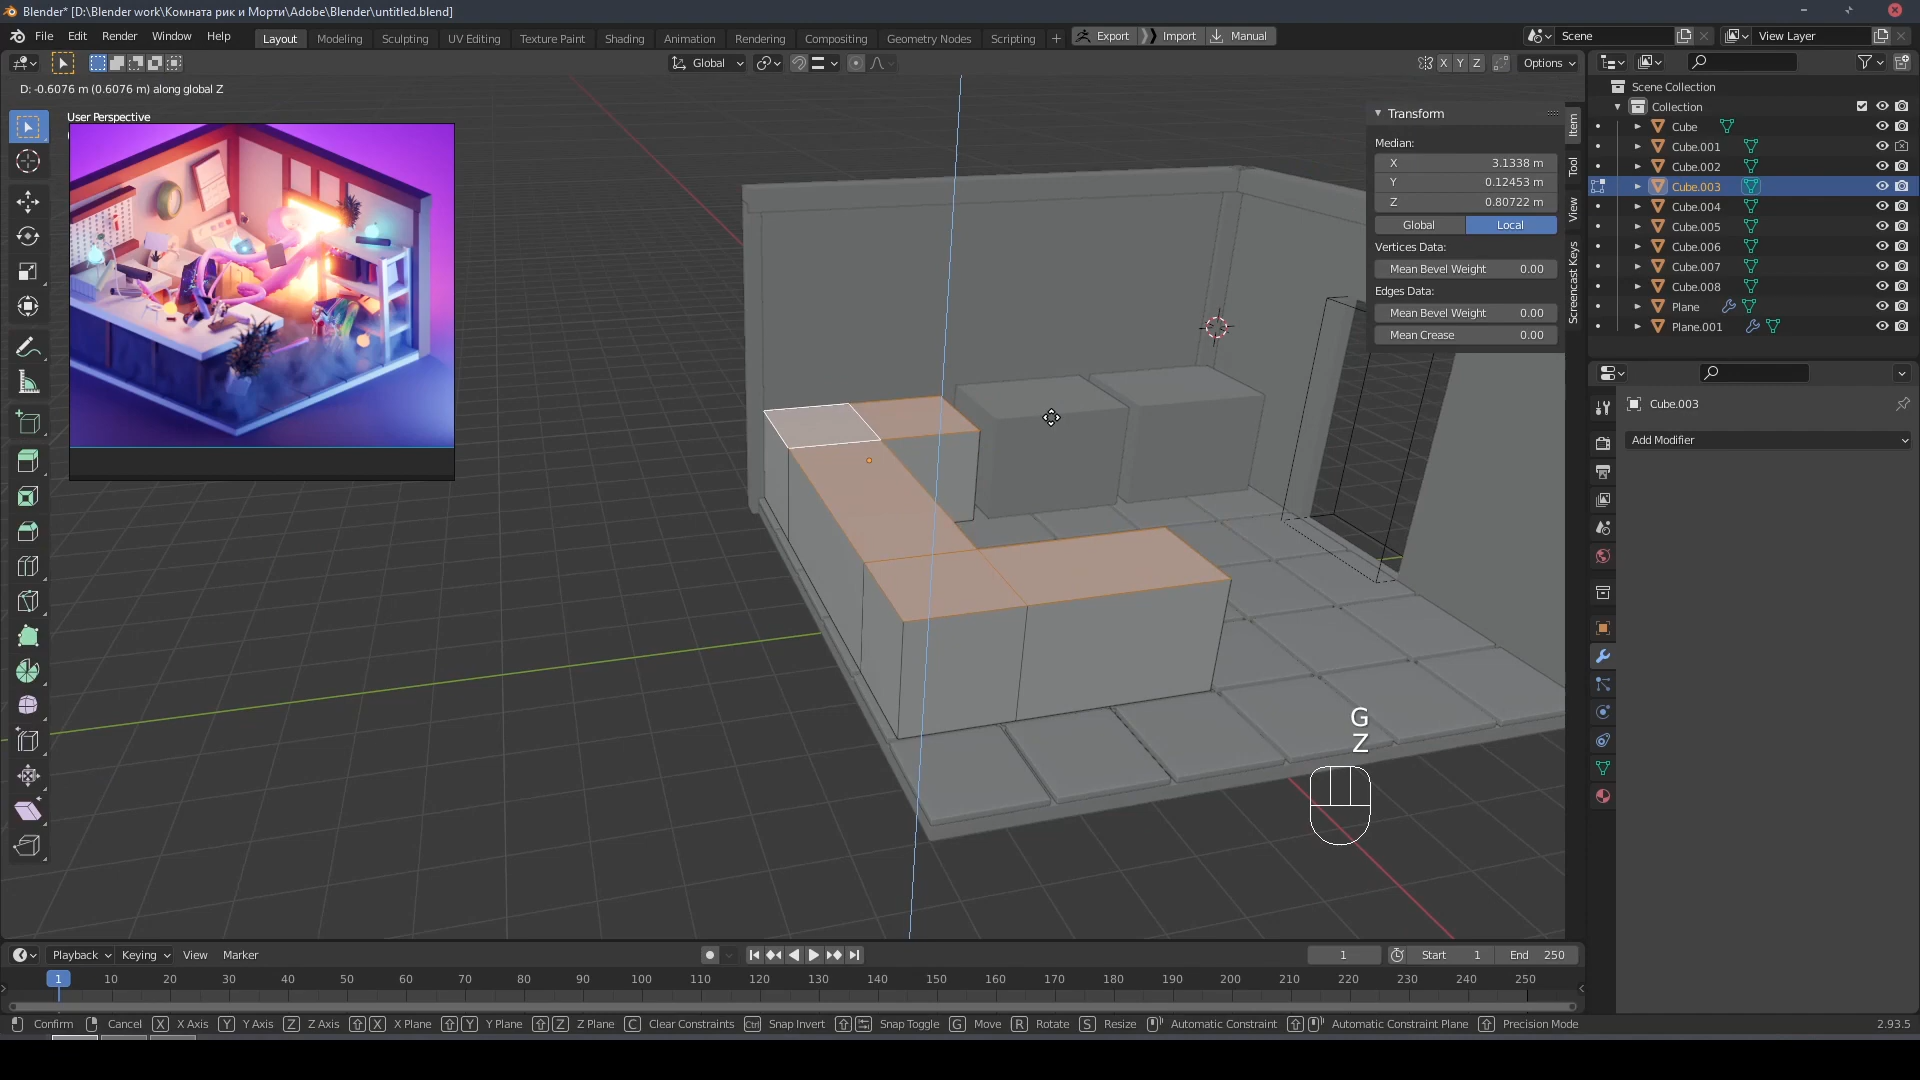 Blender* [D:\Blender work\Комната рик и Морти\Adobe\Blender\untitled.blend]
File Edit Render Window Help
Layout Modeling Sculpting UV Editing Texture Paint Shading Animation Rendering Compositing Geometry Nodes Scripting +
Export Import Manual
Scene
View Layer
Global
X Y Z
Options
D: -0.6076 m (0.6076 m) along global Z
User Perspective
Transform
Median:
X 3.1338 m
Y 0.12453 m
Z 0.80722 m
Global Local
Vertices Data:
Mean Bevel Weight 0.00
Edges Data:
Mean Bevel Weight 0.00
Mean Crease 0.00
Item
Tool
View
Screencast Keys
Scene Collection
Collection
Cube
Cube.001
Cube.002
Cube.003
Cube.004
Cube.005
Cube.006
Cube.007
Cube.008
Plane
Plane.001
Cube.003
Add Modifier
G
Z
Playback Keying View Marker
1
Start 1
End 250
1 10 20 30 40 50 60 70 80 90 100 110 120 130 140 150 160 170 180 190 200 210 220 230 240 250
Confirm Cancel X X Axis Y Y Axis Z Z Axis X X Plane Y Y Plane Z Z Plane C Clear Constraints Ctrl Snap Invert Snap Toggle G Move R Rotate S Resize Automatic Constraint Automatic Constraint Plane Precision Mode
2.93.5